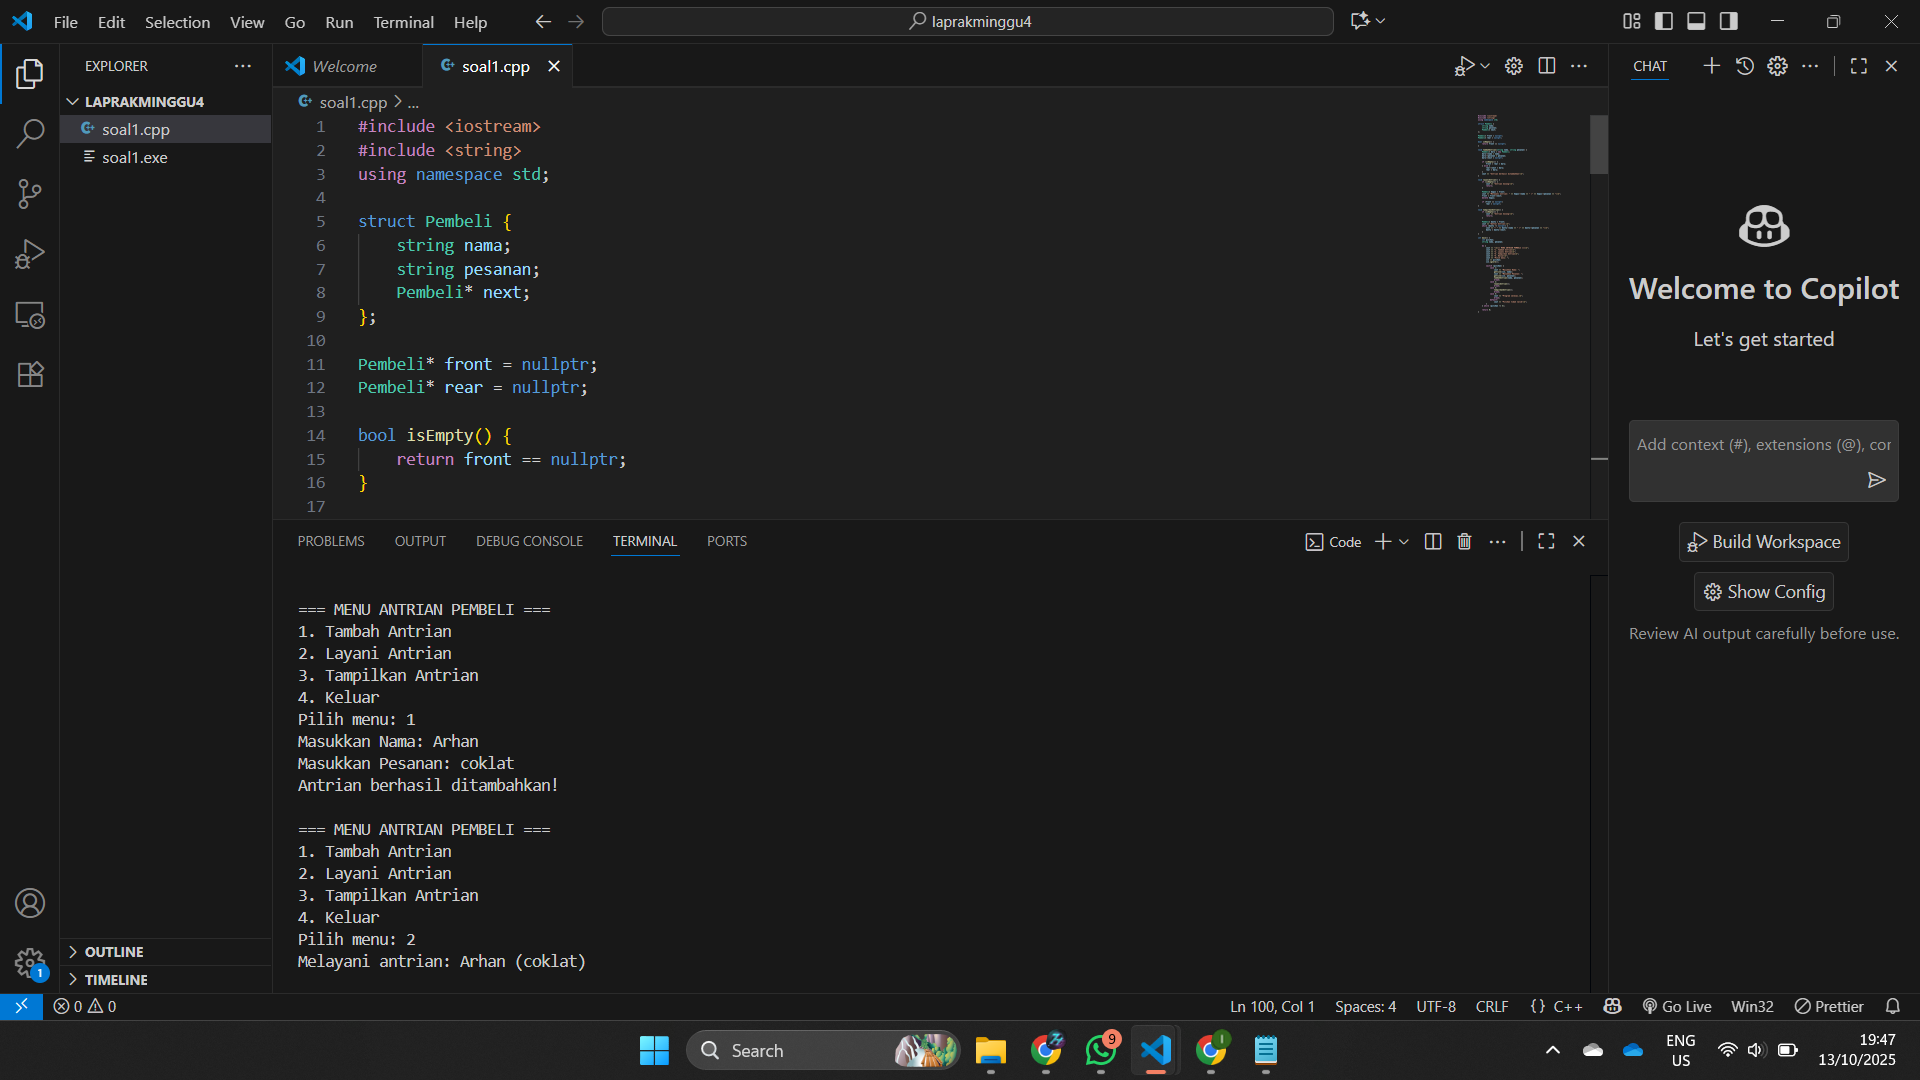 File Edit Selection View Go Run Terminal Help
laprakminggu4
EXPLORER
LAPRAKMINGGU4
soal1.cpp
soal1.exe
OUTLINE
TIMELINE
Welcome
soal1.cpp
soal1.cpp > ...
1 #include <iostream>
2 #include <string>
3 using namespace std;
4
5 struct Pembeli {
6 string nama;
7 string pesanan;
8 Pembeli* next;
9 };
10
11 Pembeli* front = nullptr;
12 Pembeli* rear = nullptr;
13
14 bool isEmpty() {
15 return front == nullptr;
16 }
17
PROBLEMS OUTPUT DEBUG CONSOLE TERMINAL PORTS
Code
=== MENU ANTRIAN PEMBELI ===
1. Tambah Antrian
2. Layani Antrian
3. Tampilkan Antrian
4. Keluar
Pilih menu: 1
Masukkan Nama: Arhan
Masukkan Pesanan: coklat
Antrian berhasil ditambahkan!
=== MENU ANTRIAN PEMBELI ===
1. Tambah Antrian
2. Layani Antrian
3. Tampilkan Antrian
4. Keluar
Pilih menu: 2
Melayani antrian: Arhan (coklat)
CHAT
Welcome to Copilot
Let's get started
Add context (#), extensions (@), cor
Build Workspace
Show Config
Review AI output carefully before use.
1
0 0
Ln 100, Col 1 Spaces: 4 UTF-8 CRLF {} C++ Go Live Win32 Prettier
Search
9
ENG
US
19:47
13/10/2025